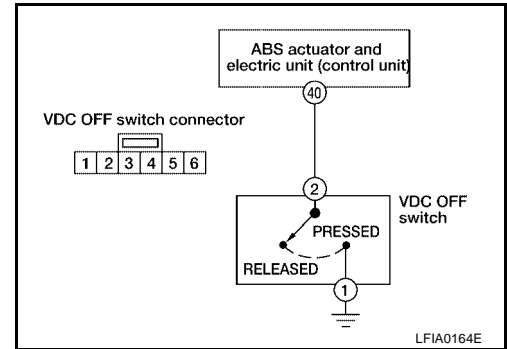 ABS actuator and
electric unit (control unit)
40
VDC OFF switch connector
1 2 3 4 5 6
2
VDC OFF
switch
PRESSED
RELEASED
1
LFIA0164E